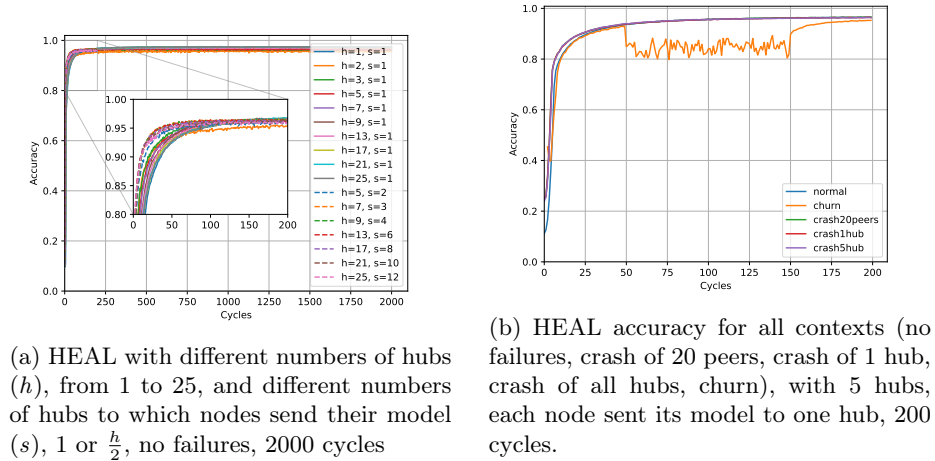 1.0
0.8
0.6
0.4
0.2
0.0
Accuracy
0 250 500 750 1000 1250 1500 1750 2000
Cycles
1.00
0.95
0.90
0.85
0.80
0 50 100 150 200
h=1, s=1
h=2, s=1
h=3, s=1
h=5, s=1
h=7, s=1
h=9, s=1
h=13, s=1
h=17, s=1
h=21, s=1
h=25, s=1
h=5, s=2
h=7, s=3
h=9, s=4
h=13, s=6
h=17, s=8
h=21, s=10
h=25, s=12
(a) HEAL with different numbers of hubs
(h), from 1 to 25, and different numbers
of hubs to which nodes send their model
(s), 1 or h/2, no failures, 2000 cycles
1.0
0.8
0.6
0.4
0.2
0.0
Accuracy
0 25 50 75 100 125 150 175 200
Cycles
normal
churn
crash20peers
crash1hub
crash5hub
(b) HEAL accuracy for all contexts (no
failures, crash of 20 peers, crash of 1 hub,
crash of all hubs, churn), with 5 hubs,
each node sent its model to one hub, 200
cycles.